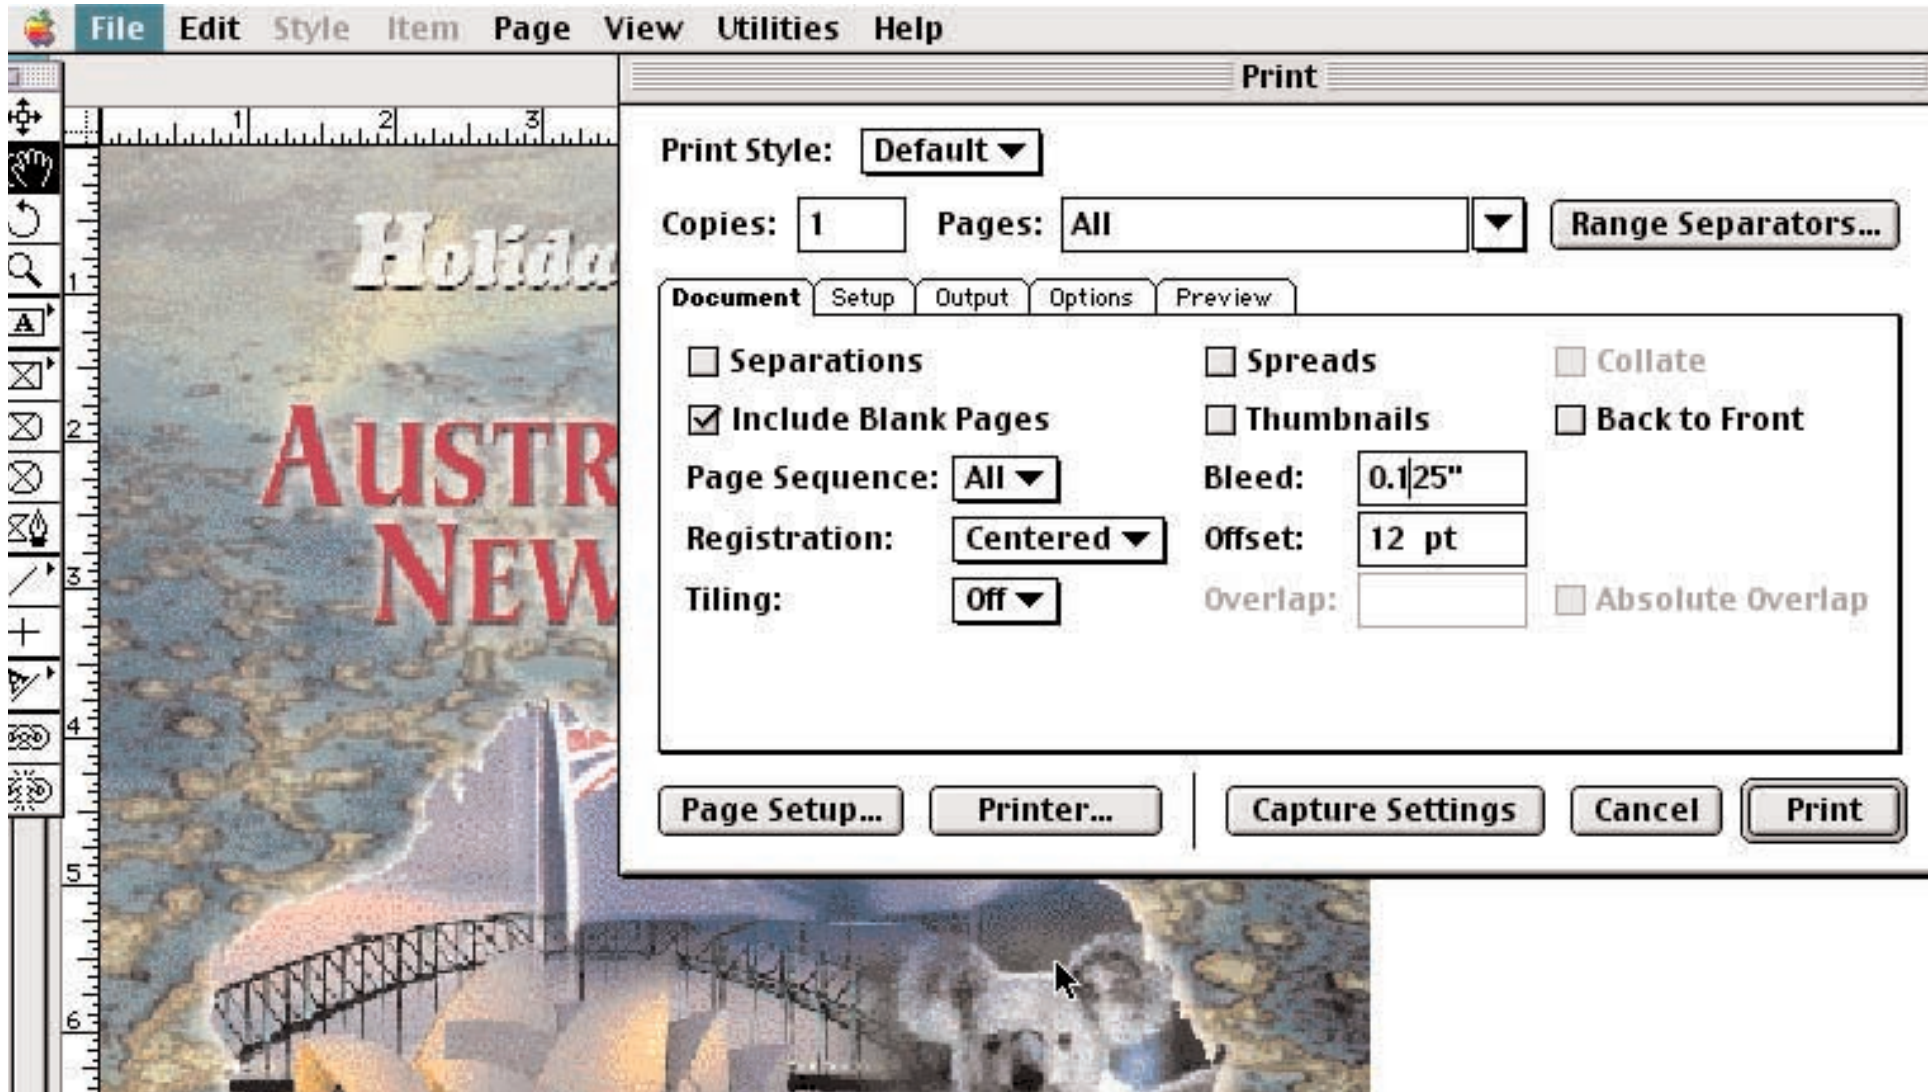 File Edit Style Item Page View Utilities Help
Print
1 2 3
Print Style: Default
Copies: 1 Pages: All Range Separators...
Document Setup Output Options Preview
Separations Spreads Collate
Include Blank Pages Thumbnails Back to Front
Page Sequence: All Bleed: 0.125"
Registration: Centered Offset: 12 pt
Tiling: Off Overlap: Absolute Overlap
Page Setup... Printer... Capture Settings Cancel Print
A
1
2
3
4
5
6
Holida
AUSTR
NEW